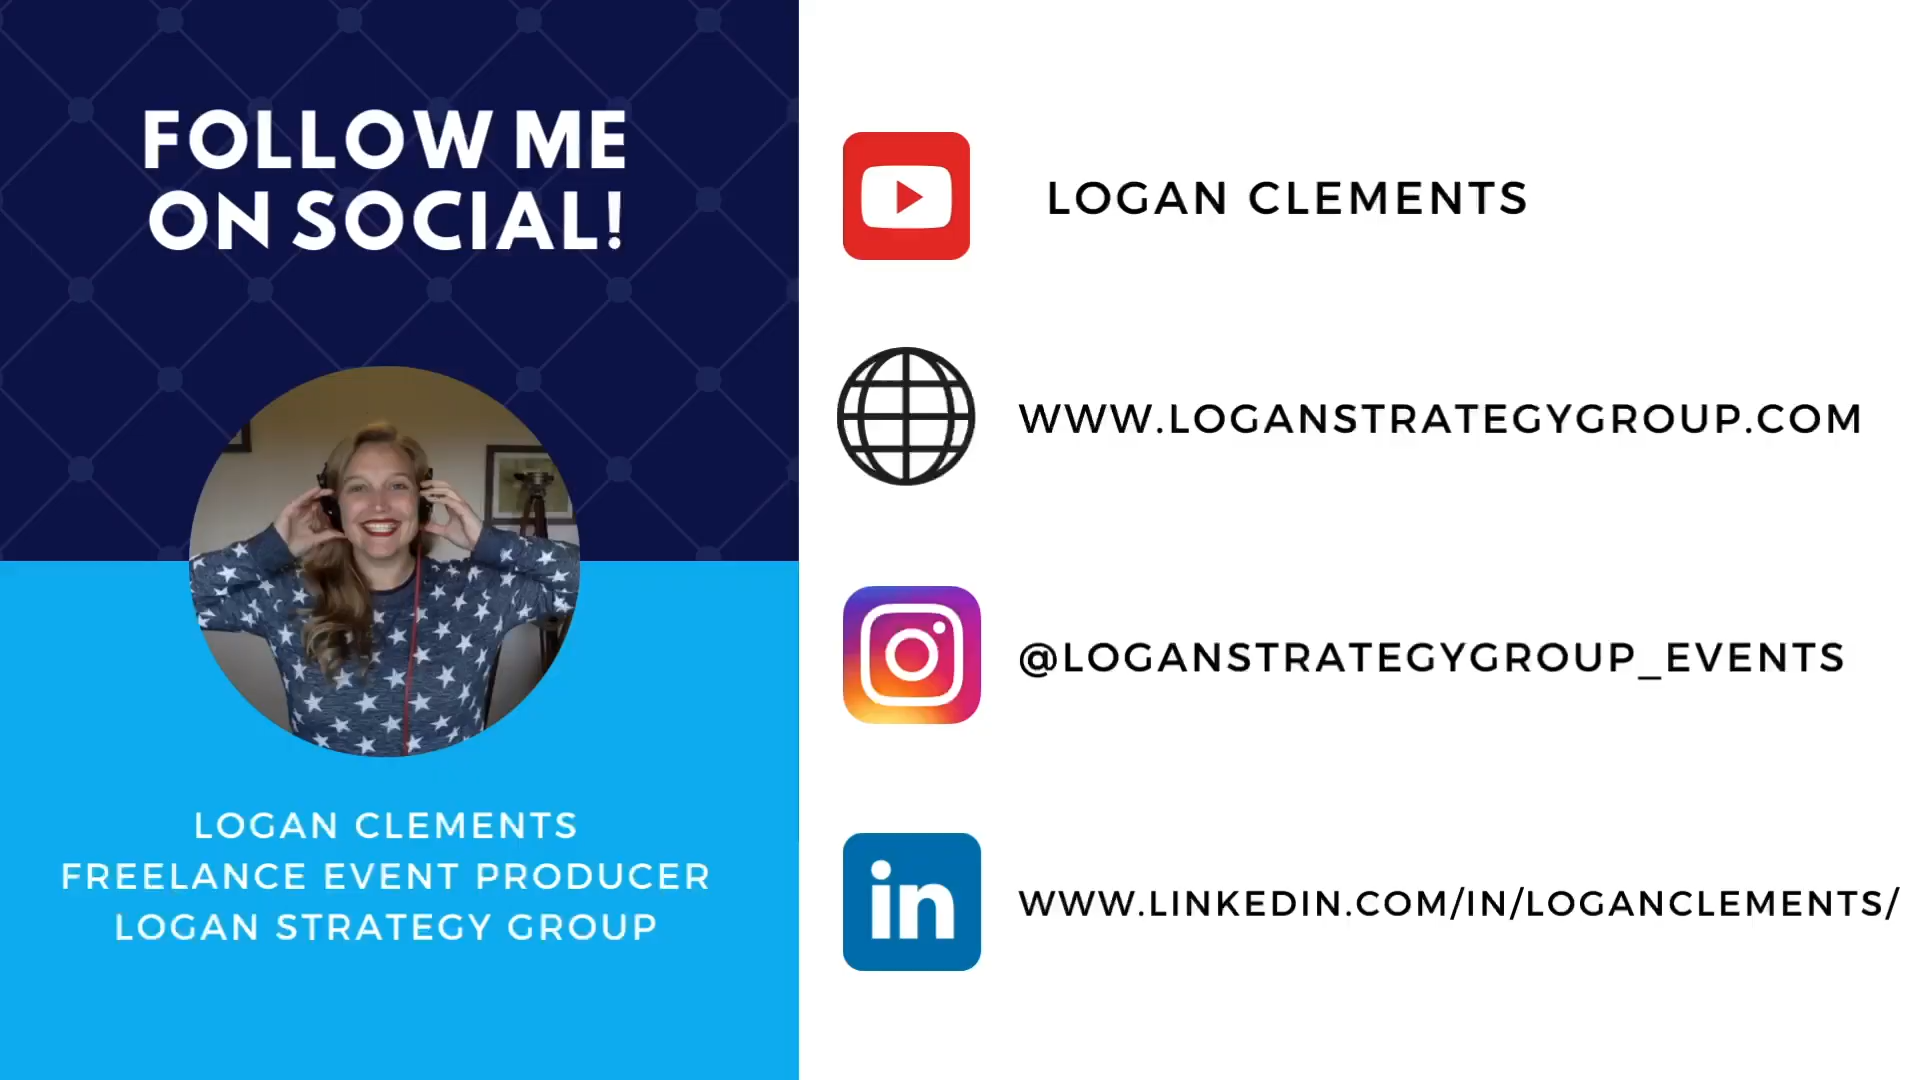 FOLLOW ME
ON SOCIAL!
LOGAN CLEMENTS
FREELANCE EVENT PRODUCER
LOGAN STRATEGY GROUP
LOGAN CLEMENTS
WWW.LOGANSTRATEGYGROUP.COM
@LOGANSTRATEGYGROUP_EVENTS
in
WWW.LINKEDIN.COM/IN/LOGANCLEMENTS/